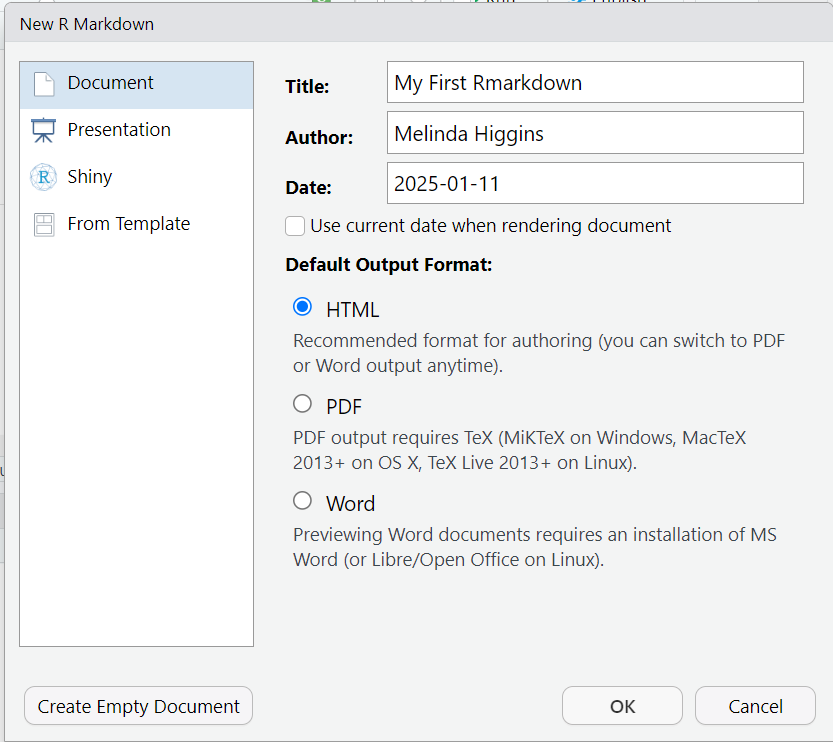 New R Markdown
Document
Presentation
Shiny
From Template
Title:
My First Rmarkdown
Author:
Melinda Higgins
Date:
2025-01-11
Use current date when rendering document
Default Output Format:
HTML
Recommended format for authoring (you can switch to PDF
or Word output anytime).
PDF
PDF output requires TeX (MiKTeX on Windows, MacTeX
2013+ on OS X, TeX Live 2013+ on Linux).
Word
Previewing Word documents requires an installation of MS
Word (or Libre/Open Office on Linux).
Create Empty Document
OK
Cancel